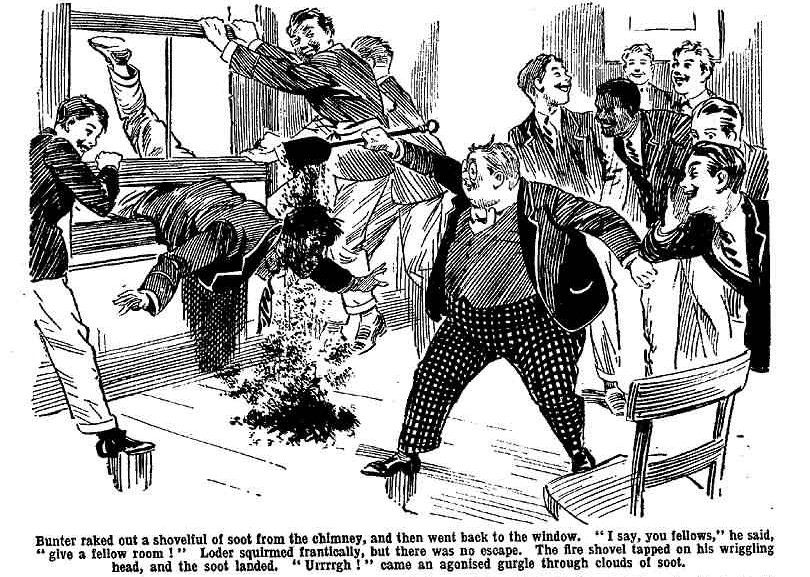 Bunter raked out a shovelful of soot from the chimney, and then went back to the window. "I say, you fellows," he said,
"give a fellow room!" Loder squirmed frantically, but there was no escape. The fire shovel tapped on his wriggling
head, and the soot landed. "Urrrgh!" came an agonised gurgle through clouds of soot.